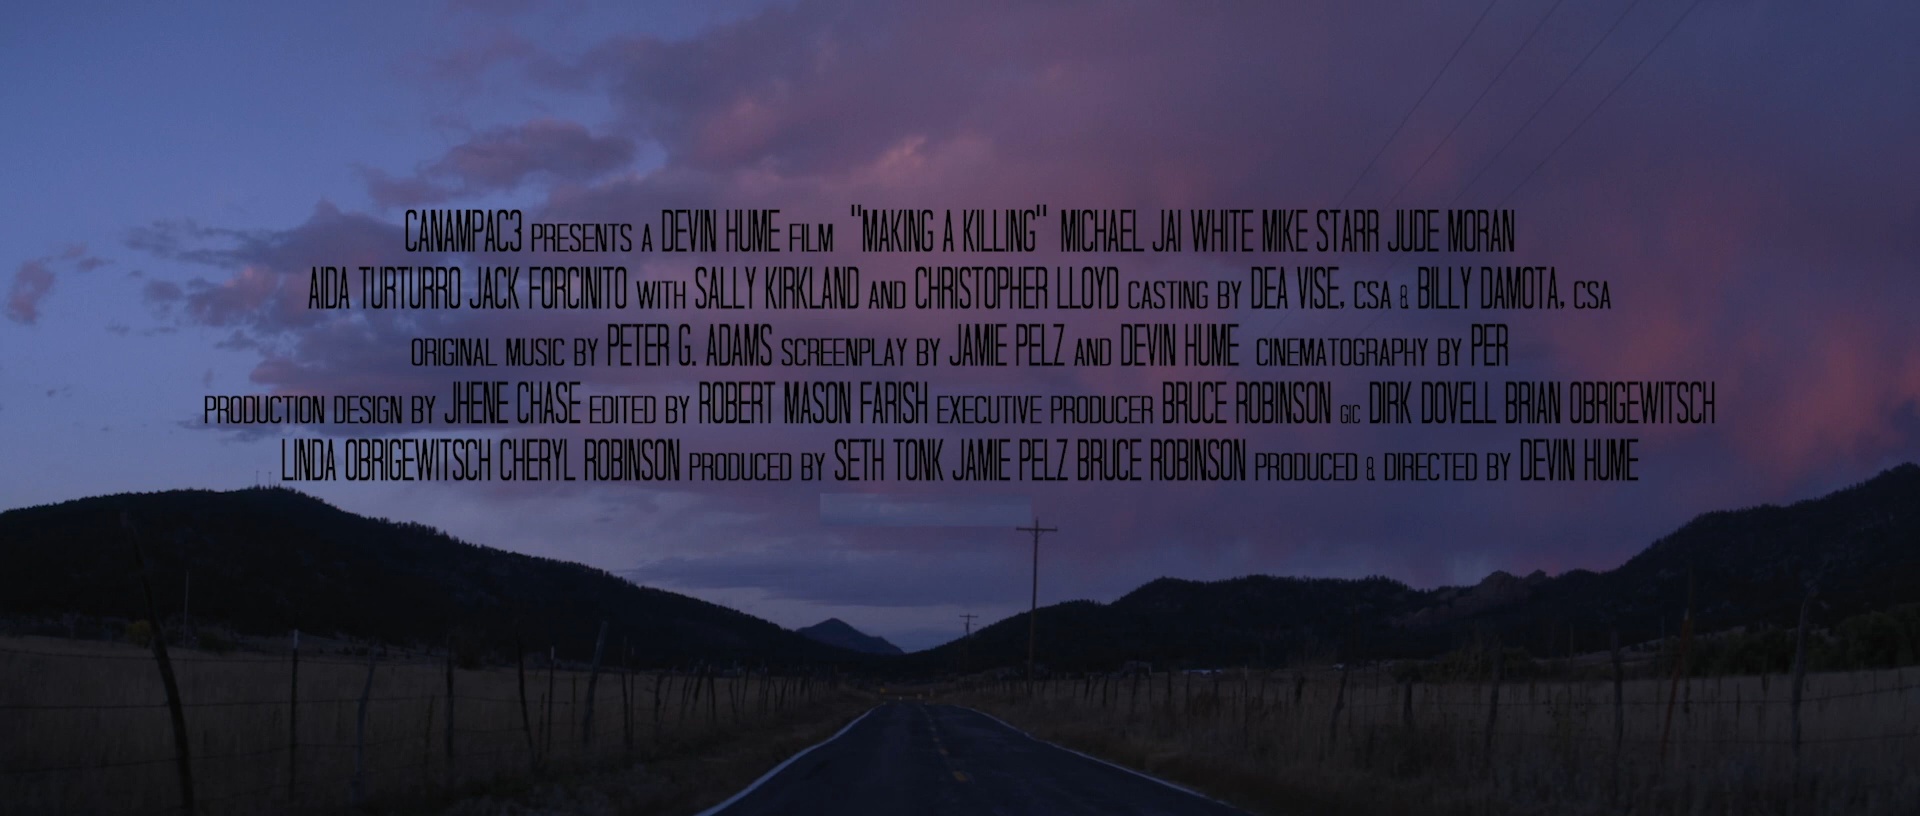 CANAMPAC3 PRESENTS A DEVIN HUME FILM "MAKING A KILLING" MICHAEL JAI WHITE MIKE STARR JUDE MORAN
AIDA TURTURRO JACK FORCINITO WITH SALLY KIRKLAND AND CHRISTOPHER LLOYD CASTING BY DEA VISE, CSA & BILLY DAMOTA, CSA
ORIGINAL MUSIC BY PETER G. ADAMS SCREENPLAY BY JAMIE PELZ AND DEVIN HUME CINEMATOGRAPHY BY PER
PRODUCTION DESIGN BY JHENE CHASE EDITED BY ROBERT MASON FARISH EXECUTIVE PRODUCER BRUCE ROBINSON GIC DIRK DOVELL BRIAN OBRIGEWITSCH
LINDA OBRIGEWITSCH CHERYL ROBINSON PRODUCED BY SETH TONK JAMIE PELZ BRUCE ROBINSON PRODUCED & DIRECTED BY DEVIN HUME